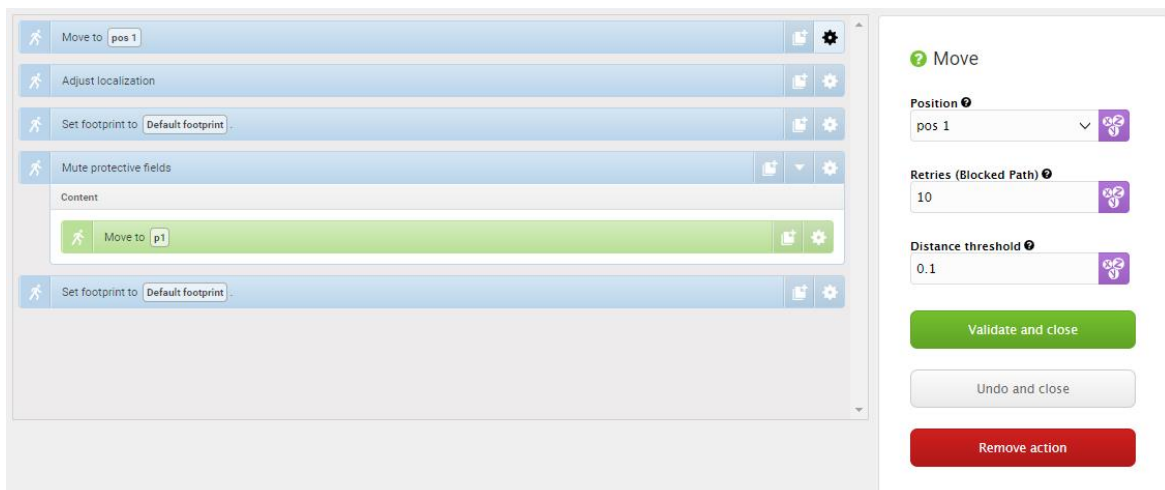 Move to pos 1
Adjust localization
Set footprint to Default footprint .
Mute protective fields
Content
Move to p1
Set footprint to Default footprint .
Move
Position
pos 1
Retries (Blocked Path)
10
Distance threshold
0.1
Validate and close
Undo and close
Remove action